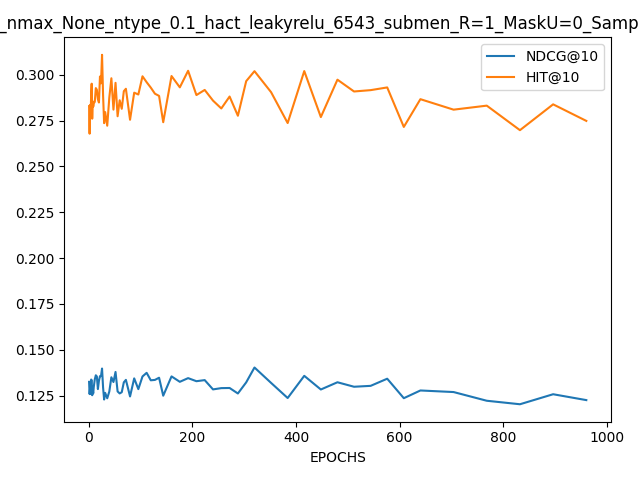 _nmax_None_ntype_0.1_hact_leakyrelu_6543_submen_R=1_MaskU=0_Samp
NDCG@10
HIT@10
0.300
0.275
0.250
0.225
0.200
0.175
0.150
0.125
0 200 400 600 800 1000
EPOCHS